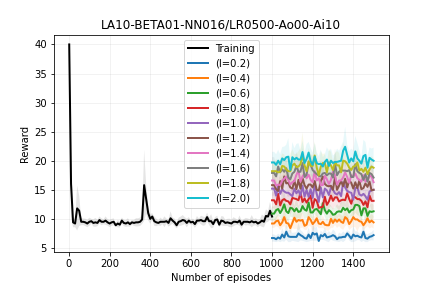 LA10-BETA01-NN016/LR0500-Ao00-Ai10
Reward
40
35
30
25
20
15
10
5
Training
(l=0.2)
(l=0.4)
(l=0.6)
(l=0.8)
(l=1.0)
(l=1.2)
(l=1.4)
(l=1.6)
(l=1.8)
(l=2.0)
0 200 400 600 800 1000 1200 1400
Number of episodes